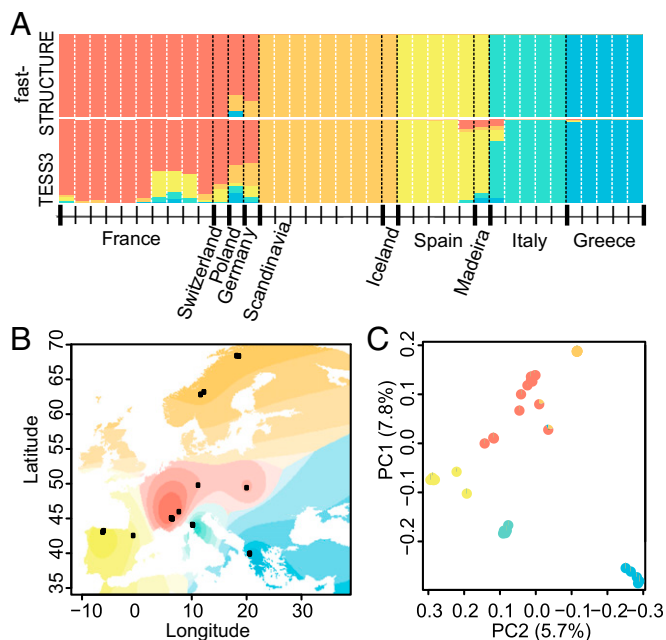 A
fast-
STRUCTURE
TESS3
France
Switzerland
Poland
Germany
Scandinavia
Iceland
Spain
Madeira
Italy
Greece
B
Latitude
70
65
60
55
50
45
40
35
−10 0 10 20 30
Longitude
C
PC1 (7.8%)
0.2
0.1
0.0
−0.1
−0.2
0.3 0.2 0.1 0.0 −0.1 −0.2 −0.3
PC2 (5.7%)